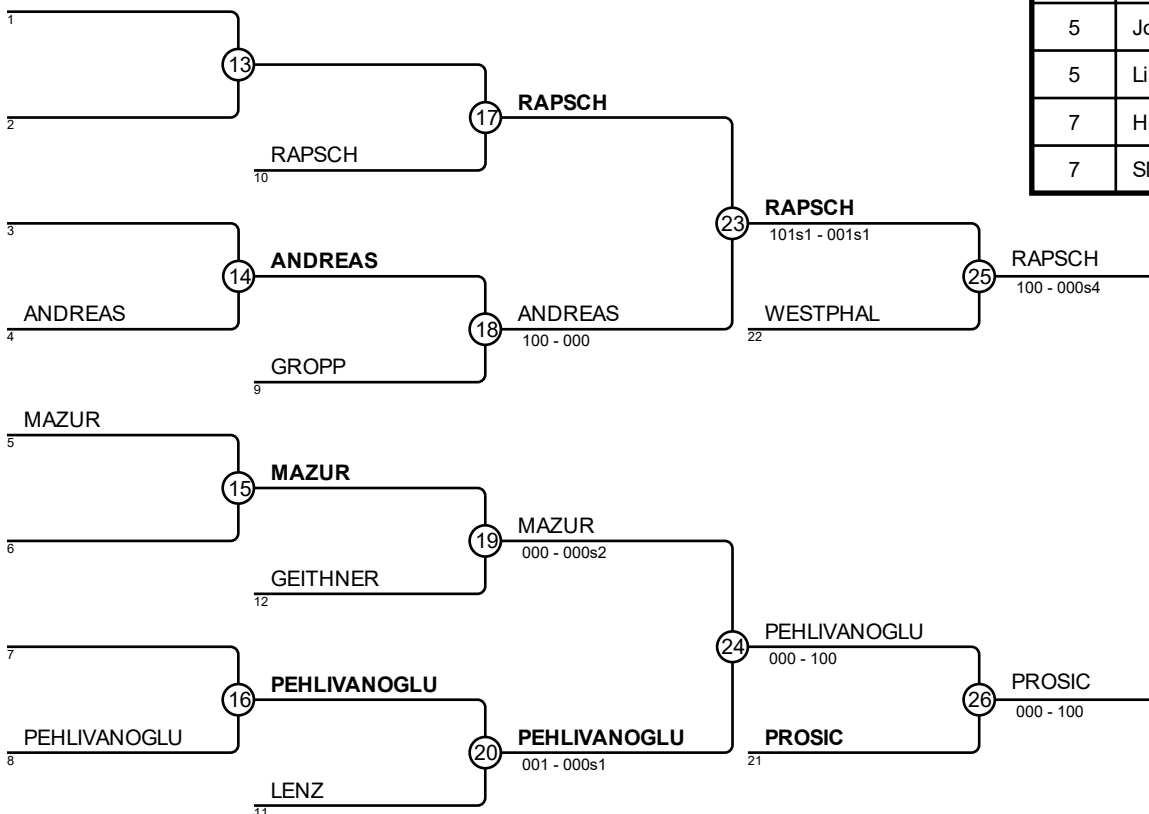 1
13
2
17
RAPSCH
RAPSCH
10
3
23
RAPSCH
101s1 - 001s1
14
ANDREAS
25
RAPSCH
100 - 000s4
ANDREAS
4
18
ANDREAS
100 - 000
WESTPHAL
22
GROPP
9
MAZUR
5
15
MAZUR
6
19
MAZUR
000 - 000s2
GEITHNER
12
7
24
PEHLIVANOGLU
000 - 100
16
PEHLIVANOGLU
26
PROSIC
000 - 100
PEHLIVANOGLU
8
20
PEHLIVANOGLU
001 - 000s1
PROSIC
21
LENZ
11
5 Jo
5 Li
7 H
7